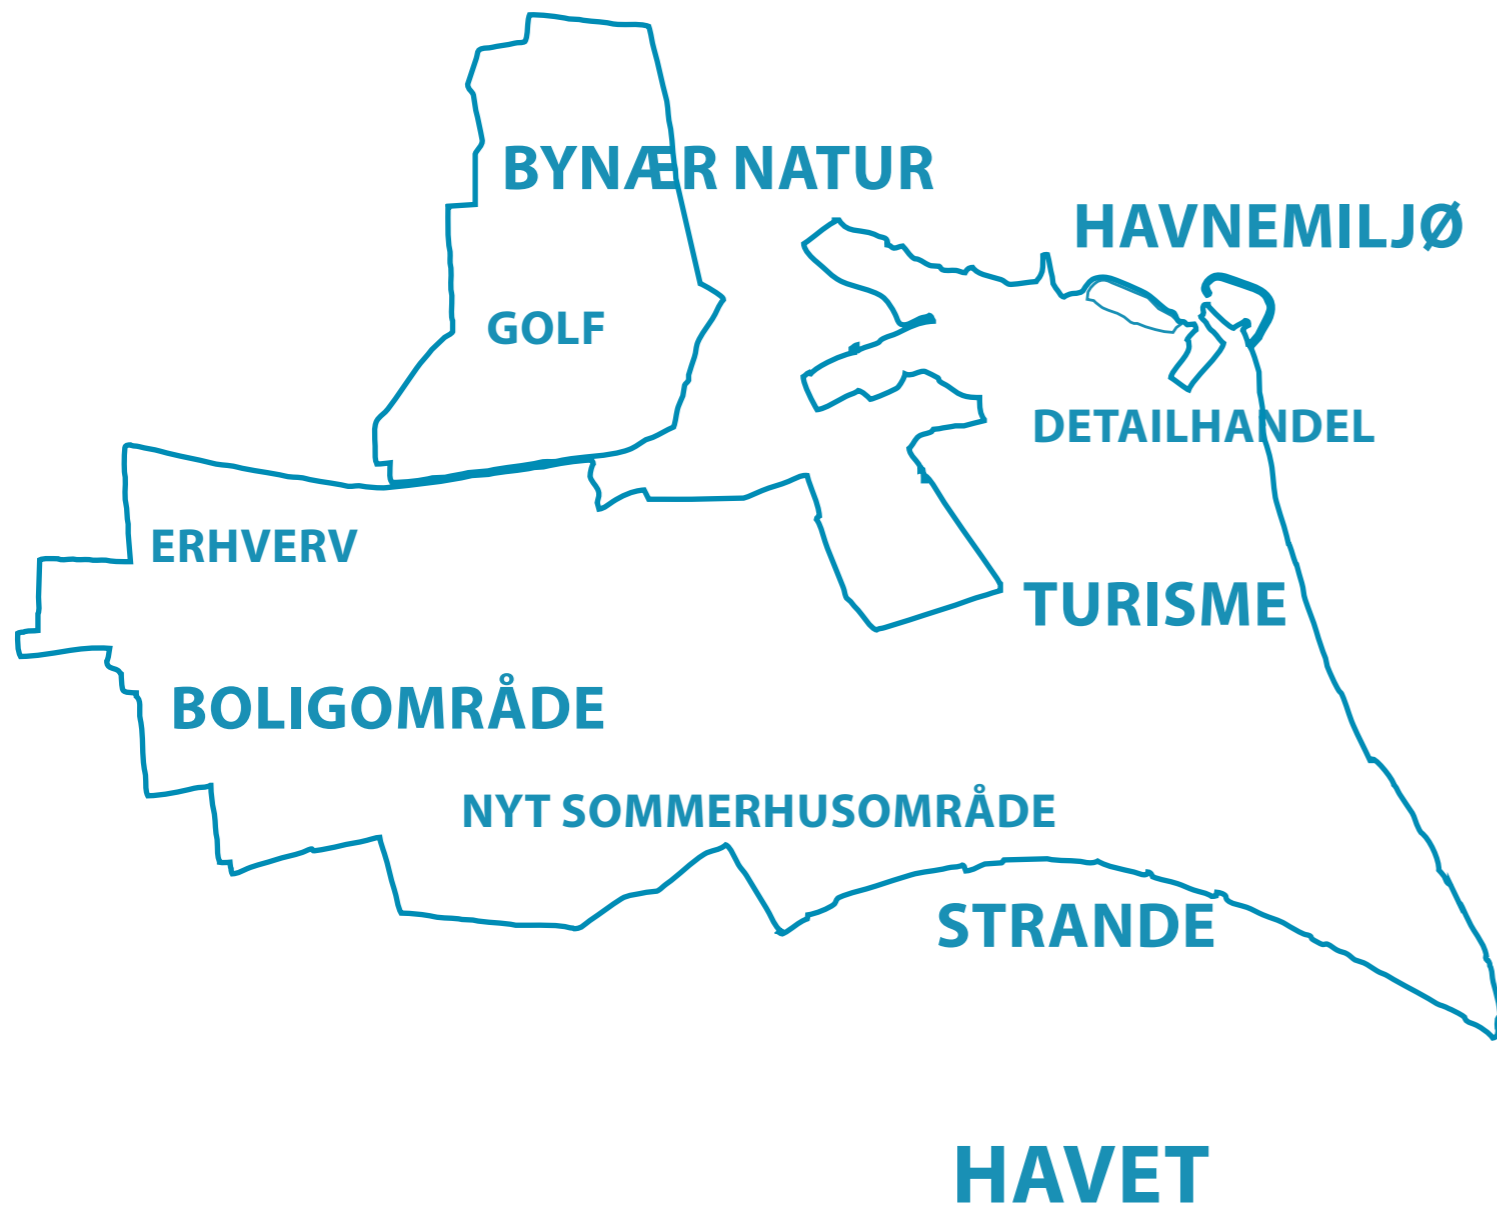 BYNÆR NATUR
HAVNEMILJØ
GOLF
DETAILHANDEL
ERHVERV
TURISME
BOLIGOMRÅDE
NYT SOMMERHUSOMRÅDE
STRANDE
HAVET